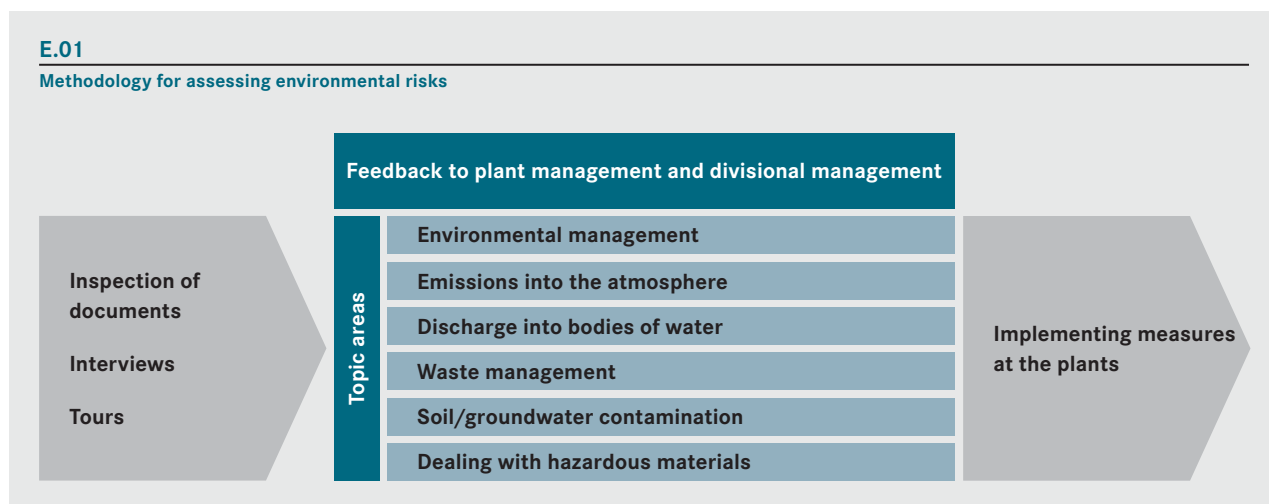 E.01
Methodology for assessing environmental risks
Feedback to plant management and divisional management
Inspection of
documents
Interviews
Tours
Topic areas
Environmental management
Emissions into the atmosphere
Discharge into bodies of water
Waste management
Soil/groundwater contamination
Dealing with hazardous materials
Implementing measures
at the plants